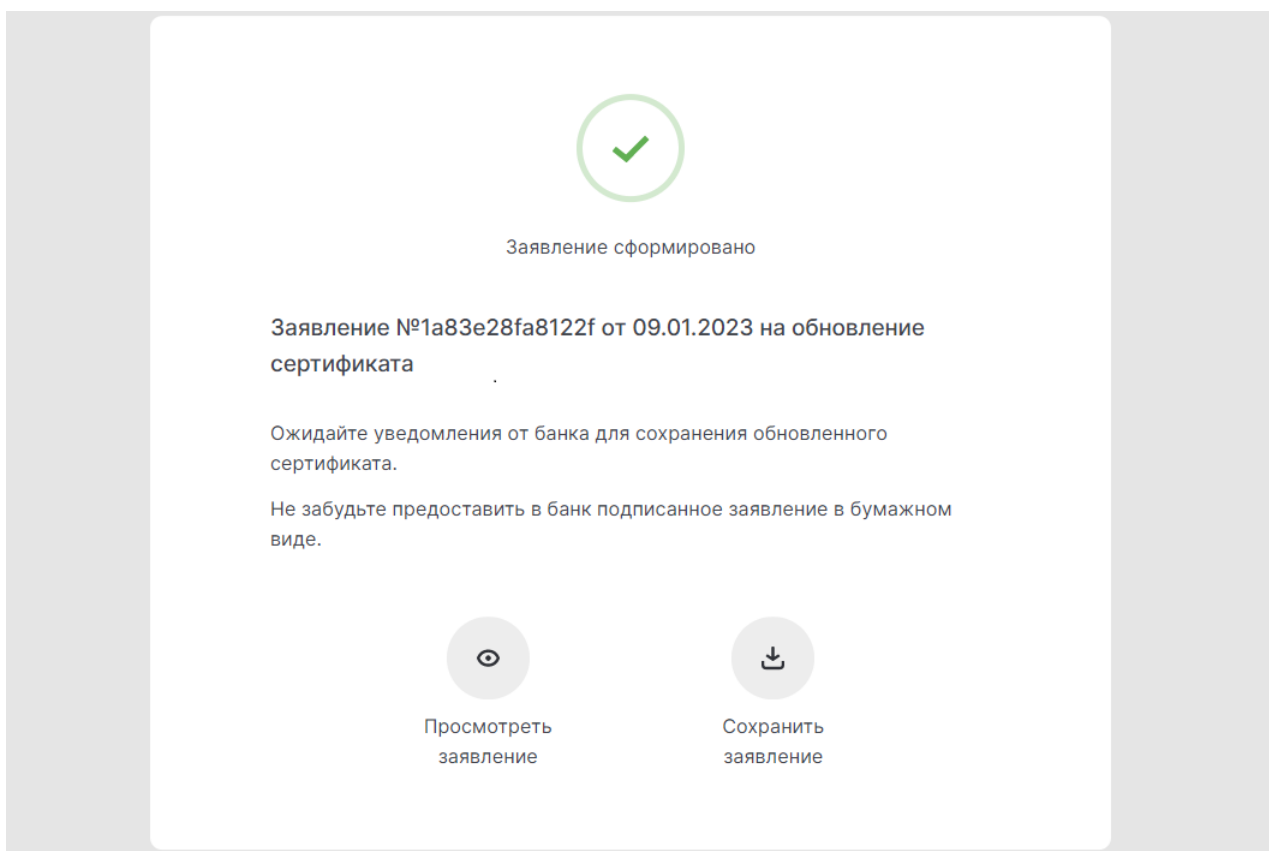 Заявление сформировано
Заявление №1a83e28fa8122f от 09.01.2023 на обновление
сертификата
Ожидайте уведомления от банка для сохранения обновленного
сертификата.
Не забудьте предоставить в банк подписанное заявление в бумажном
виде.
Просмотреть
заявление
Сохранить
заявление